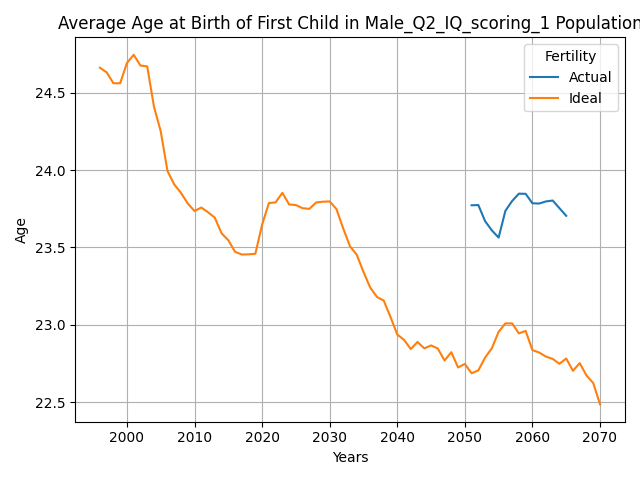 Average Age at Birth of First Child in Male_Q2_IQ_scoring_1 Population
Fertility
Actual
Ideal
24.5
24.0
23.5
23.0
22.5
Age
2000 2010 2020 2030 2040 2050 2060 2070
Years